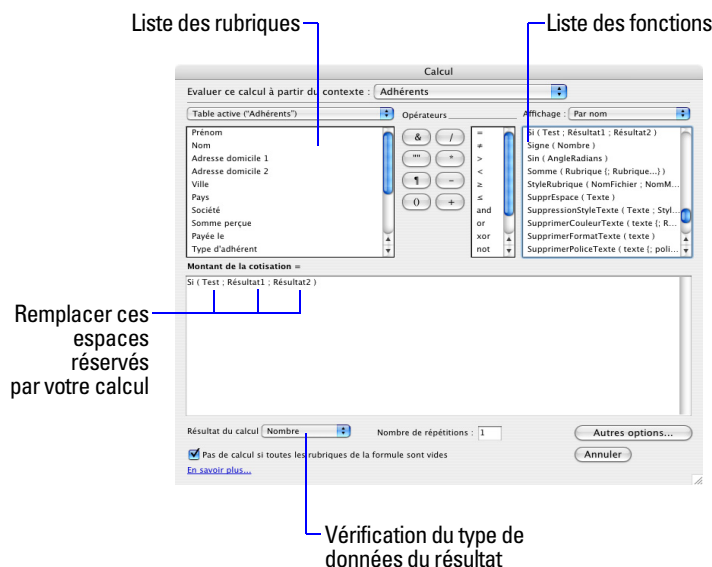 Liste des rubriques
Liste des fonctions
Calcul
Evaluer ce calcul à partir du contexte : Adhérents
Table active ("Adhérents")
Opérateurs
Affichage : Par nom
Prénom
Nom
Adresse domicile 1
Adresse domicile 2
Ville
Pays
Société
Somme perçue
Payée le
Type d'adhérent
& /
"" *
¶ -
() +
=
≠
>
<
≥
≤
and
or
xor
not
Si ( Test ; Résultat1 ; Résultat2 )
Signe ( Nombre )
Sin ( AngleRadians )
Somme ( Rubrique {; Rubrique...} )
StyleRubrique ( NomFichier ; NomM...
SupprEspace ( Texte )
SuppressionStyleTexte ( Texte ; Styl...
SupprimerCouleurTexte ( texte {; R...
SupprimerFormatTexte ( texte )
SupprimerPoliceTexte ( texte {; poli...
Montant de la cotisation =
Si ( Test ; Résultat1 ; Résultat2 )
Remplacer ces
espaces
réservés
par votre calcul
Résultat du calcul Nombre
Nombre de répétitions : 1
Autres options...
Pas de calcul si toutes les rubriques de la formule sont vides
Annuler
En savoir plus...
Vérification du type de
données du résultat